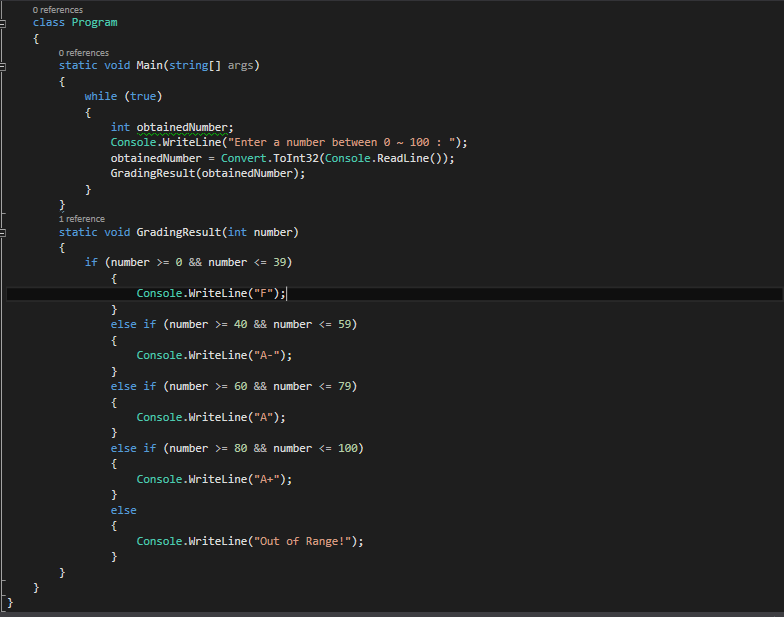 0 references
class Program
{
0 references
static void Main(string[] args)
{
while (true)
{
int obtainedNumber;
Console.WriteLine("Enter a number between 0 ~ 100 : ");
obtainedNumber = Convert.ToInt32(Console.ReadLine());
GradingResult(obtainedNumber);
}
}
1 reference
static void GradingResult(int number)
{
if (number >= 0 && number <= 39)
{
Console.WriteLine("F");
}
else if (number >= 40 && number <= 59)
{
Console.WriteLine("A-");
}
else if (number >= 60 && number <= 79)
{
Console.WriteLine("A");
}
else if (number >= 80 && number <= 100)
{
Console.WriteLine("A+");
}
else
{
Console.WriteLine("Out of Range!");
}
}
}
}